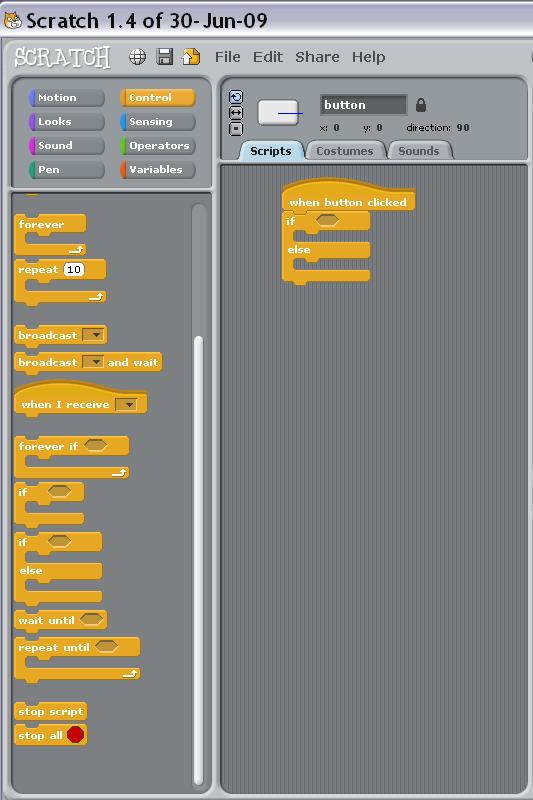 Scratch 1.4 of 30-Jun-09
SCRATCH File Edit Share Help
Motion Control
Looks Sensing
Sound Operators
Pen Variables
button
x: 0 y: 0 direction: 90
Scripts Costumes Sounds
forever
repeat 10
broadcast
broadcast and wait
when I receive
forever if
if
if
else
wait until
repeat until
stop script
stop all
when button clicked
if
else